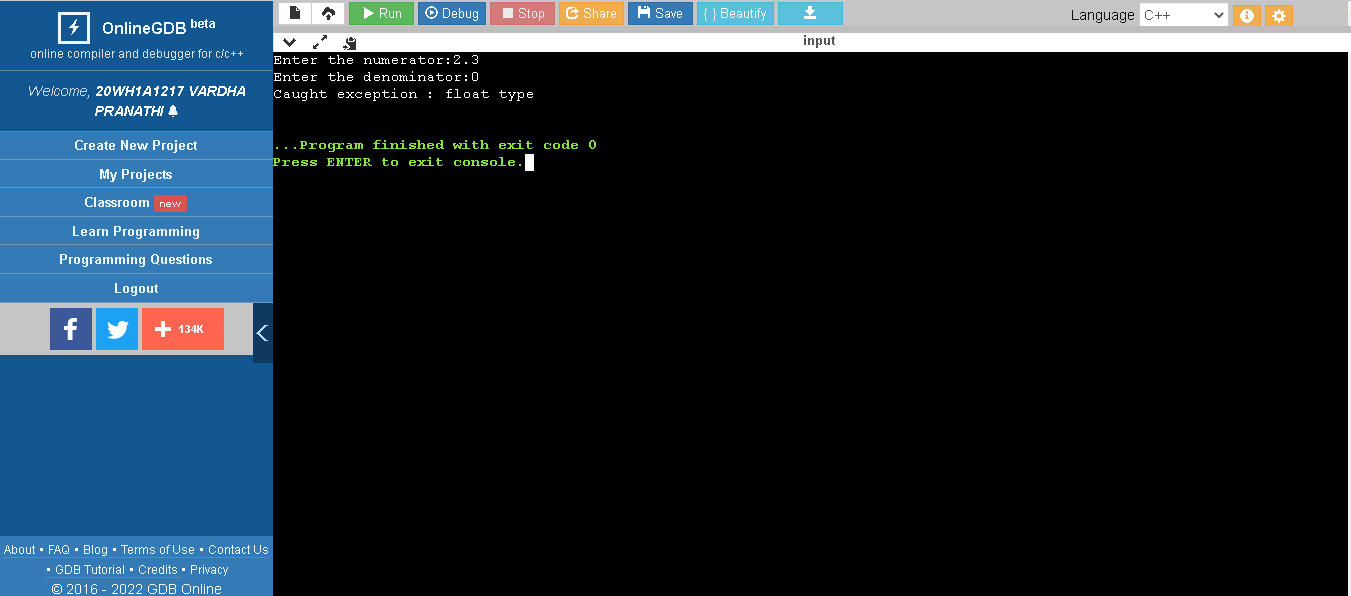 OnlineGDB beta
online compiler and debugger for c/c++
Welcome, 20WH1A1217 VARDHA
PRANATHI
Create New Project
My Projects
Classroom new
Learn Programming
Programming Questions
Logout
134K
About • FAQ • Blog • Terms of Use • Contact Us
• GDB Tutorial • Credits • Privacy
© 2016 - 2022 GDB Online
Run Debug Stop Share Save { } Beautify Language C++
input
Enter the numerator:2.3
Enter the denominator:0
Caught exception : float type
...Program finished with exit code 0
Press ENTER to exit console.